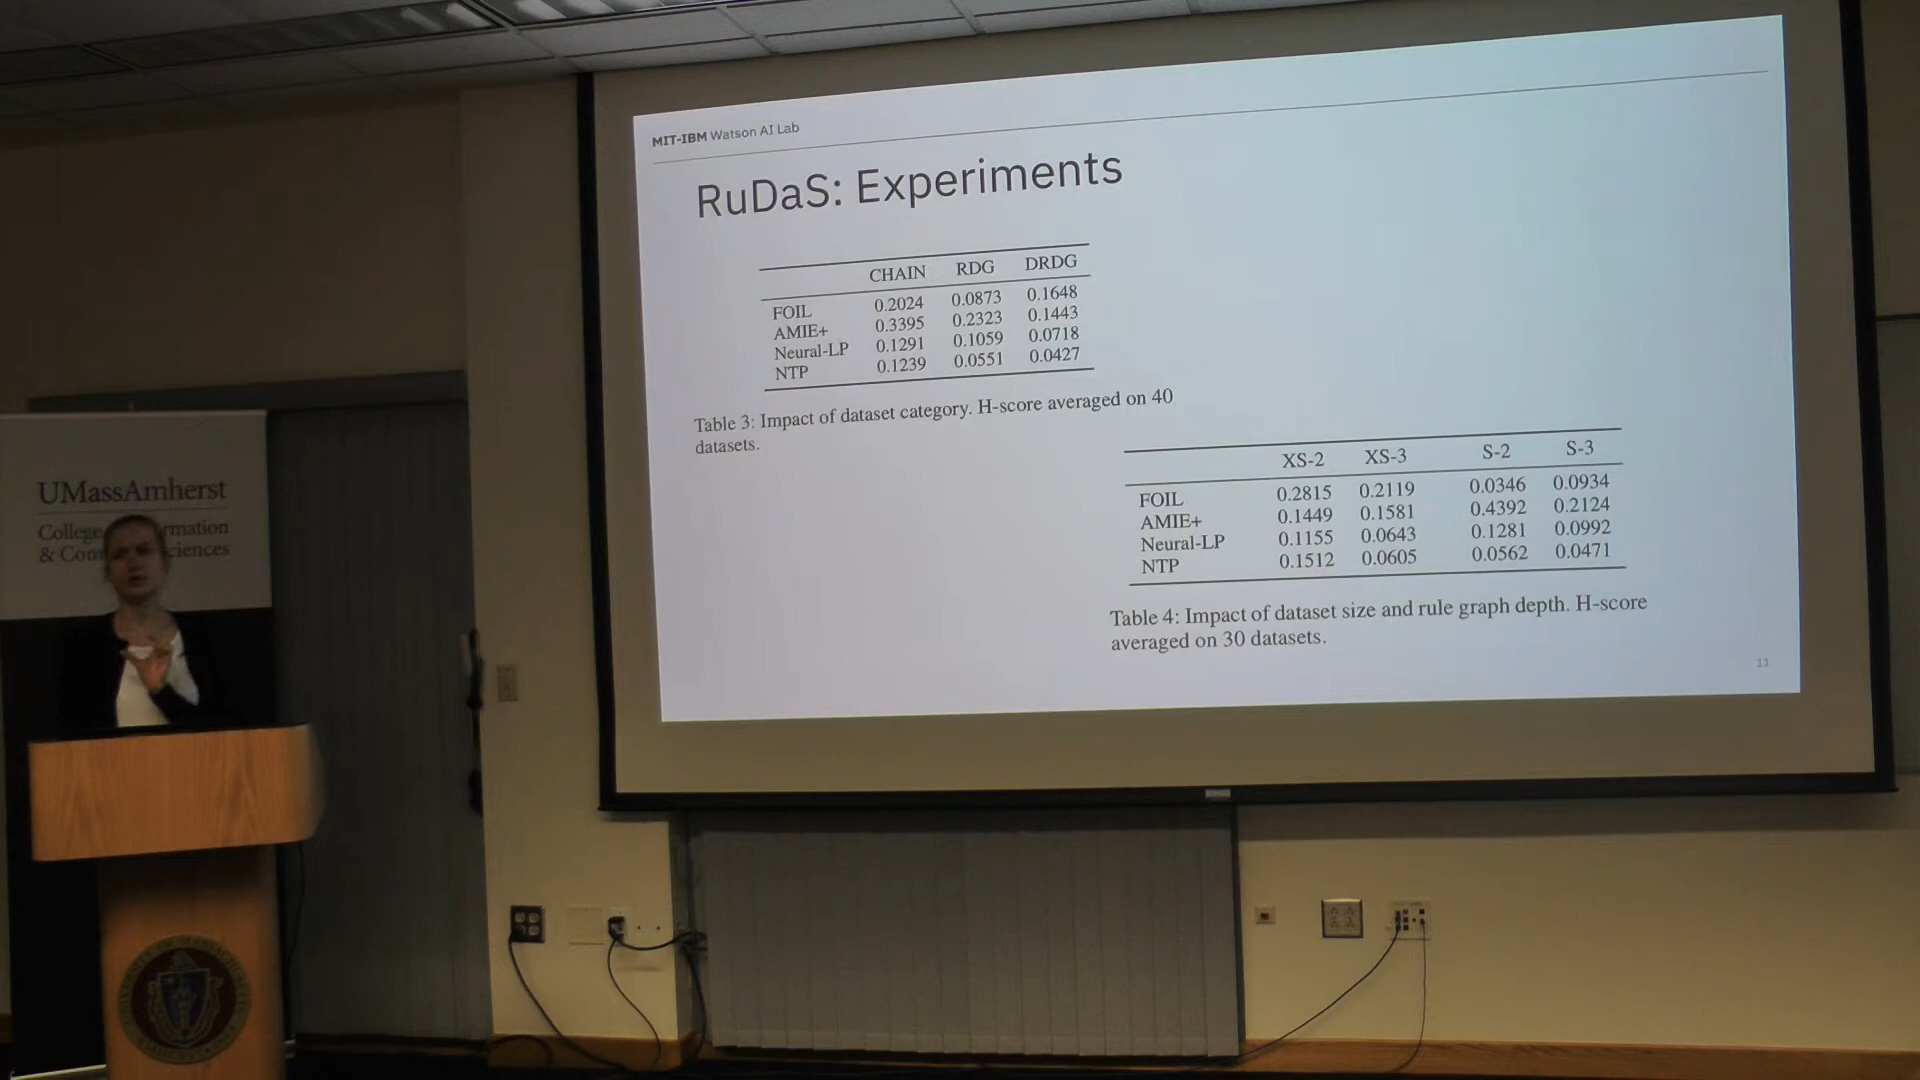 MIT-IBM Watson AI Lab
RuDaS: Experiments
CHAIN RDG DRDG
FOIL 0.2024 0.0873 0.1648
AMIE+ 0.3395 0.2323 0.1443
Neural-LP 0.1291 0.1059 0.0718
NTP 0.1239 0.0551 0.0427
Table 3: Impact of dataset category. H-score averaged on 40
datasets.
XS-2 XS-3 S-2 S-3
FOIL 0.2815 0.2119 0.0346 0.0934
AMIE+ 0.1449 0.1581 0.4392 0.2124
Neural-LP 0.1155 0.0643 0.1281 0.0992
NTP 0.1512 0.0605 0.0562 0.0471
Table 4: Impact of dataset size and rule graph depth. H-score
averaged on 30 datasets.
11
UMassAmherst
College rmation
& Com ciences